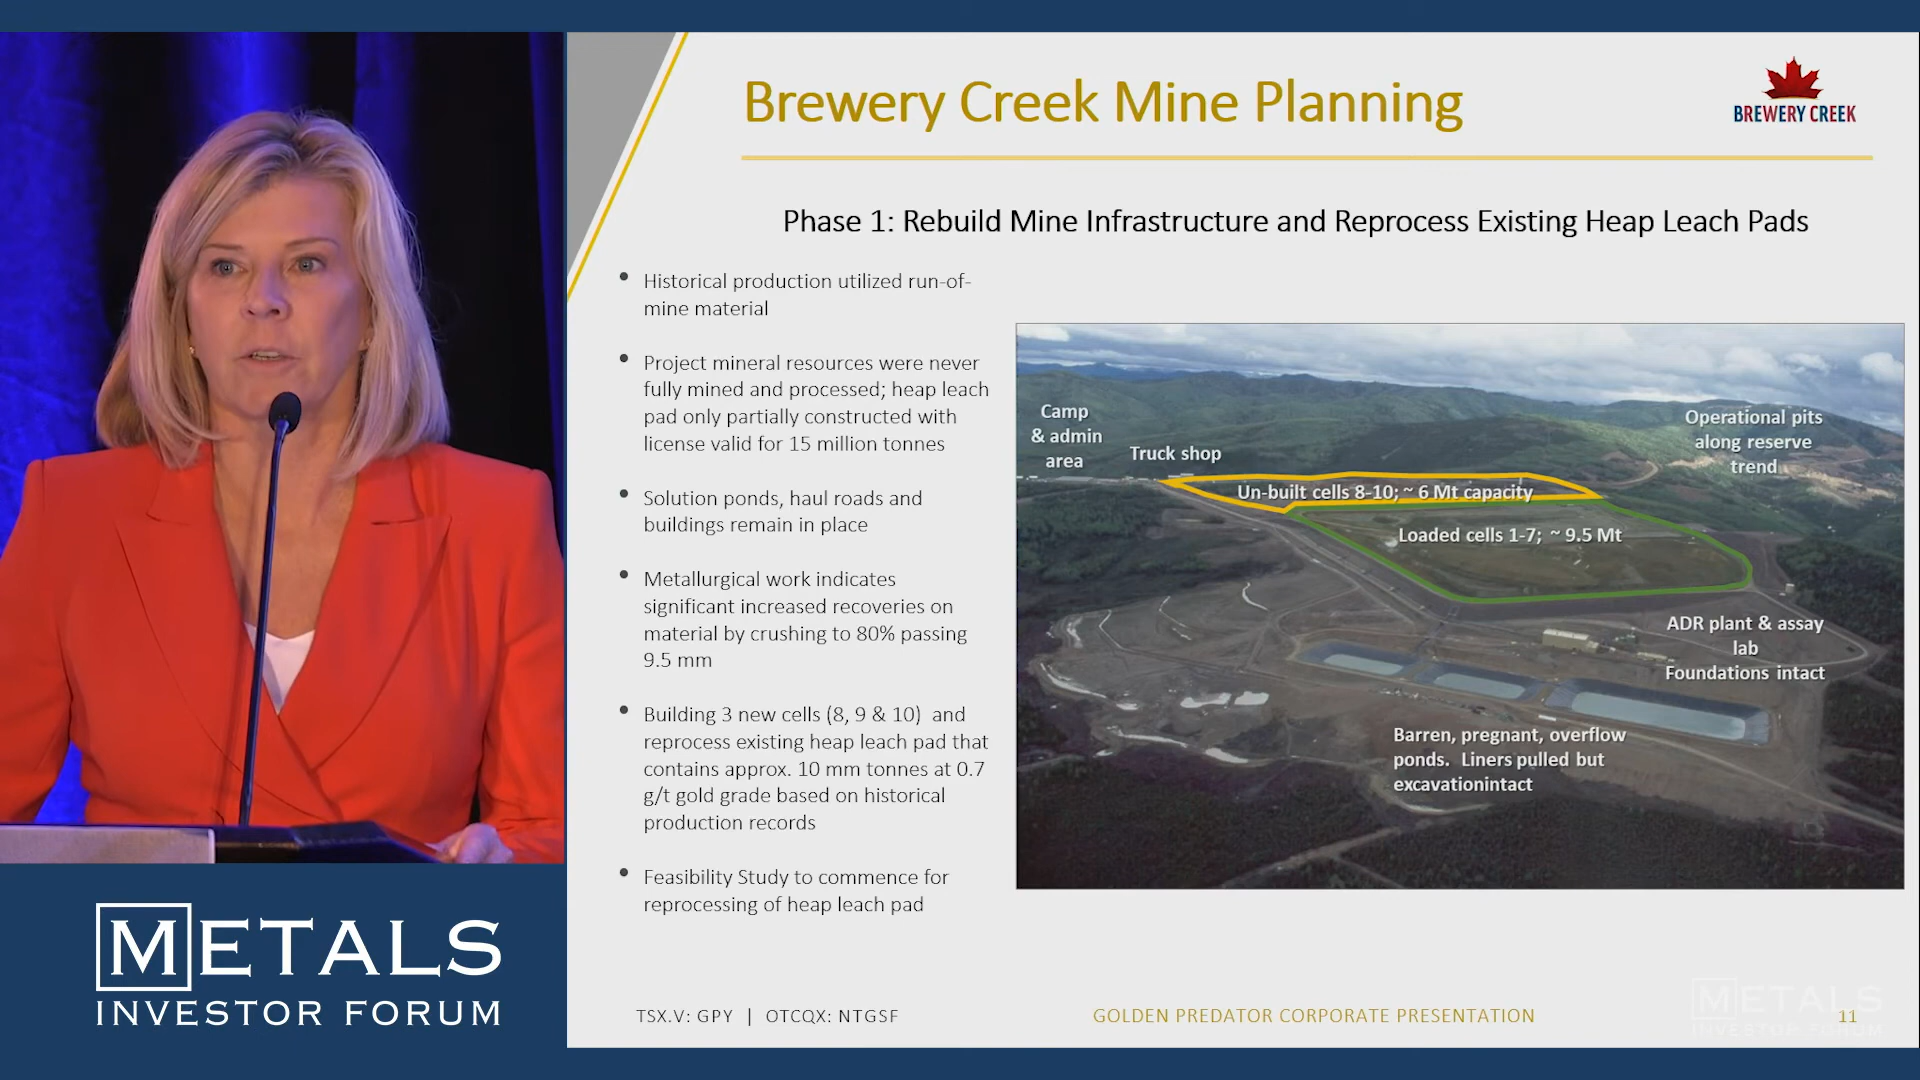 Brewery Creek Mine Planning
BREWERY CREEK
Phase 1: Rebuild Mine Infrastructure and Reprocess Existing Heap Leach Pads
• Historical production utilized run-of-
mine material
• Project mineral resources were never
fully mined and processed; heap leach
pad only partially constructed with
license valid for 15 million tonnes
• Solution ponds, haul roads and
buildings remain in place
• Metallurgical work indicates
significant increased recoveries on
material by crushing to 80% passing
9.5 mm
• Building 3 new cells (8, 9 & 10) and
reprocess existing heap leach pad that
contains approx. 10 mm tonnes at 0.7
g/t gold grade based on historical
production records
• Feasibility Study to commence for
reprocessing of heap leach pad
Camp
& admin
area
Truck shop
Operational pits
along reserve
trend
Un-built cells 8-10; ~ 6 Mt capacity
Loaded cells 1-7; ~ 9.5 Mt
ADR plant & assay
lab
Foundations intact
Barren, pregnant, overflow
ponds. Liners pulled but
excavationintact
METALS
INVESTOR FORUM
TSX.V: GPY | OTCQX: NTGSF
GOLDEN PREDATOR CORPORATE PRESENTATION
11
METALS
INVESTOR FORUM